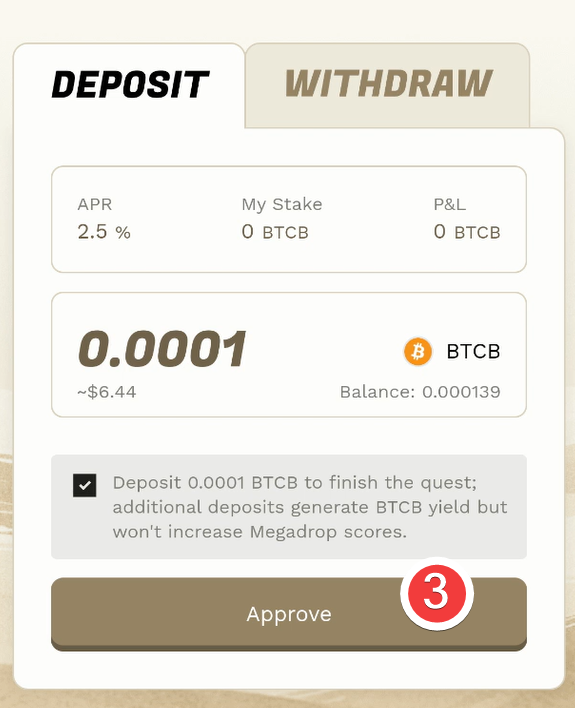 DEPOSIT WITHDRAW
APR My Stake P&L
2.5 % 0 BTCB 0 BTCB
0.0001 BTCB
~$6.44 Balance: 0.000139
Deposit 0.0001 BTCB to finish the quest;
additional deposits generate BTCB yield but
won't increase Megadrop scores.
Approve 3